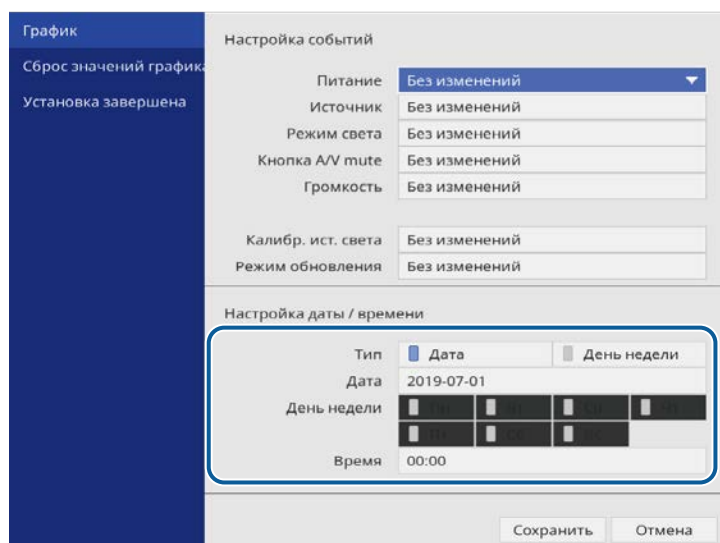 График
Сброс значений график
Установка завершена
Настройка событий
Питание Без изменений
Источник Без изменений
Режим света Без изменений
Кнопка A/V mute Без изменений
Громкость Без изменений
Калибр. ист. света Без изменений
Режим обновления Без изменений
Настройка даты / времени
Тип Дата День недели
Дата 2019-07-01
День недели
Время 00:00
Сохранить Отмена